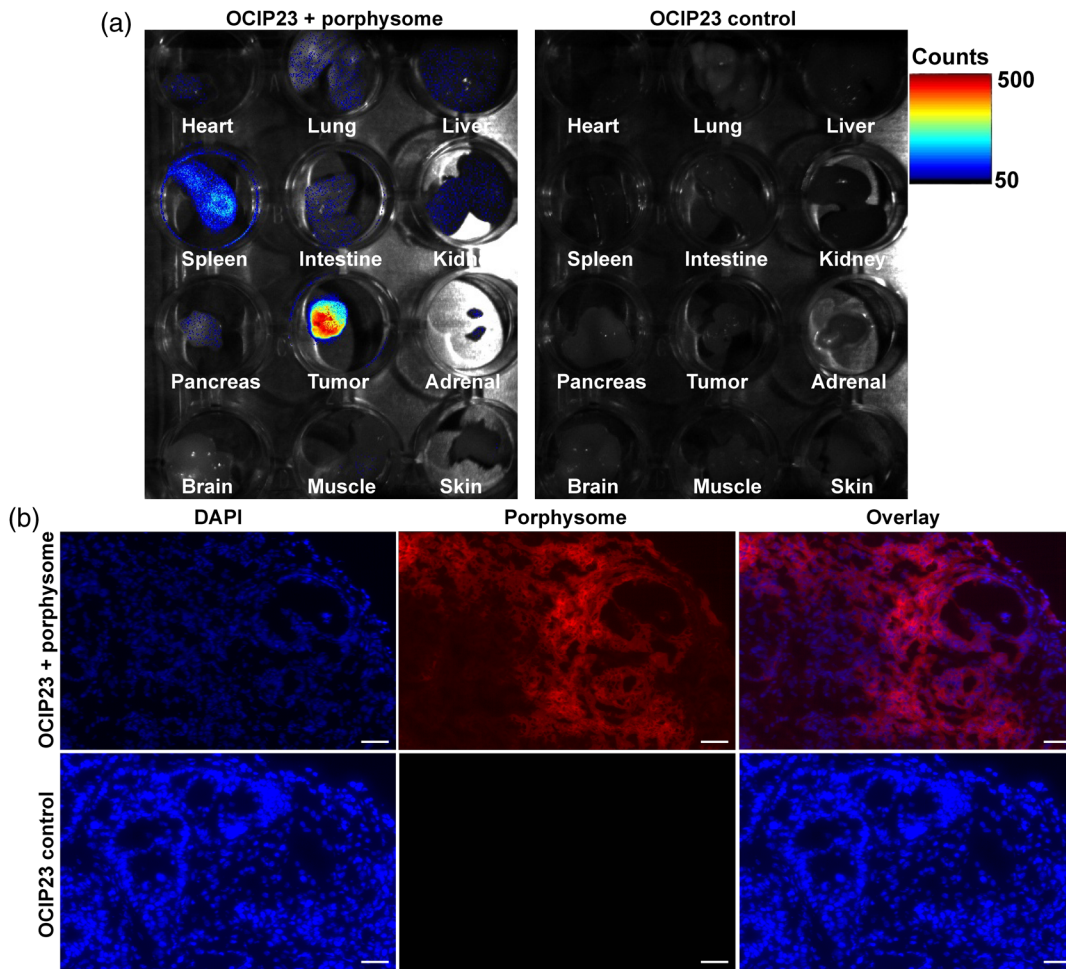 (a)
OCIP23 + porphysome
OCIP23 control
Counts
500
50
Heart
Lung
Liver
Heart
Lung
Liver
Spleen
Intestine
Kidne
Spleen
Intestine
Kidney
Pancreas
Tumor
Adrenal
Pancreas
Tumor
Adrenal
Brain
Muscle
Skin
Brain
Muscle
Skin
(b)
DAPI
Porphysome
Overlay
OCIP23 + porphysome
OCIP23 control